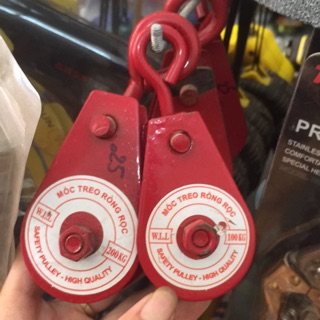 25
MÓC TREO RÒNG RỌC
W.L.L 200KG
SAFETY PULLEY - HIGH QUALITY
MÓC TREO RÒNG RỌC
W.L.L 100KG
SAFETY PULLEY - HIGH QUALITY
PR
STAINLES
COMFORTA
SPECIAL HE